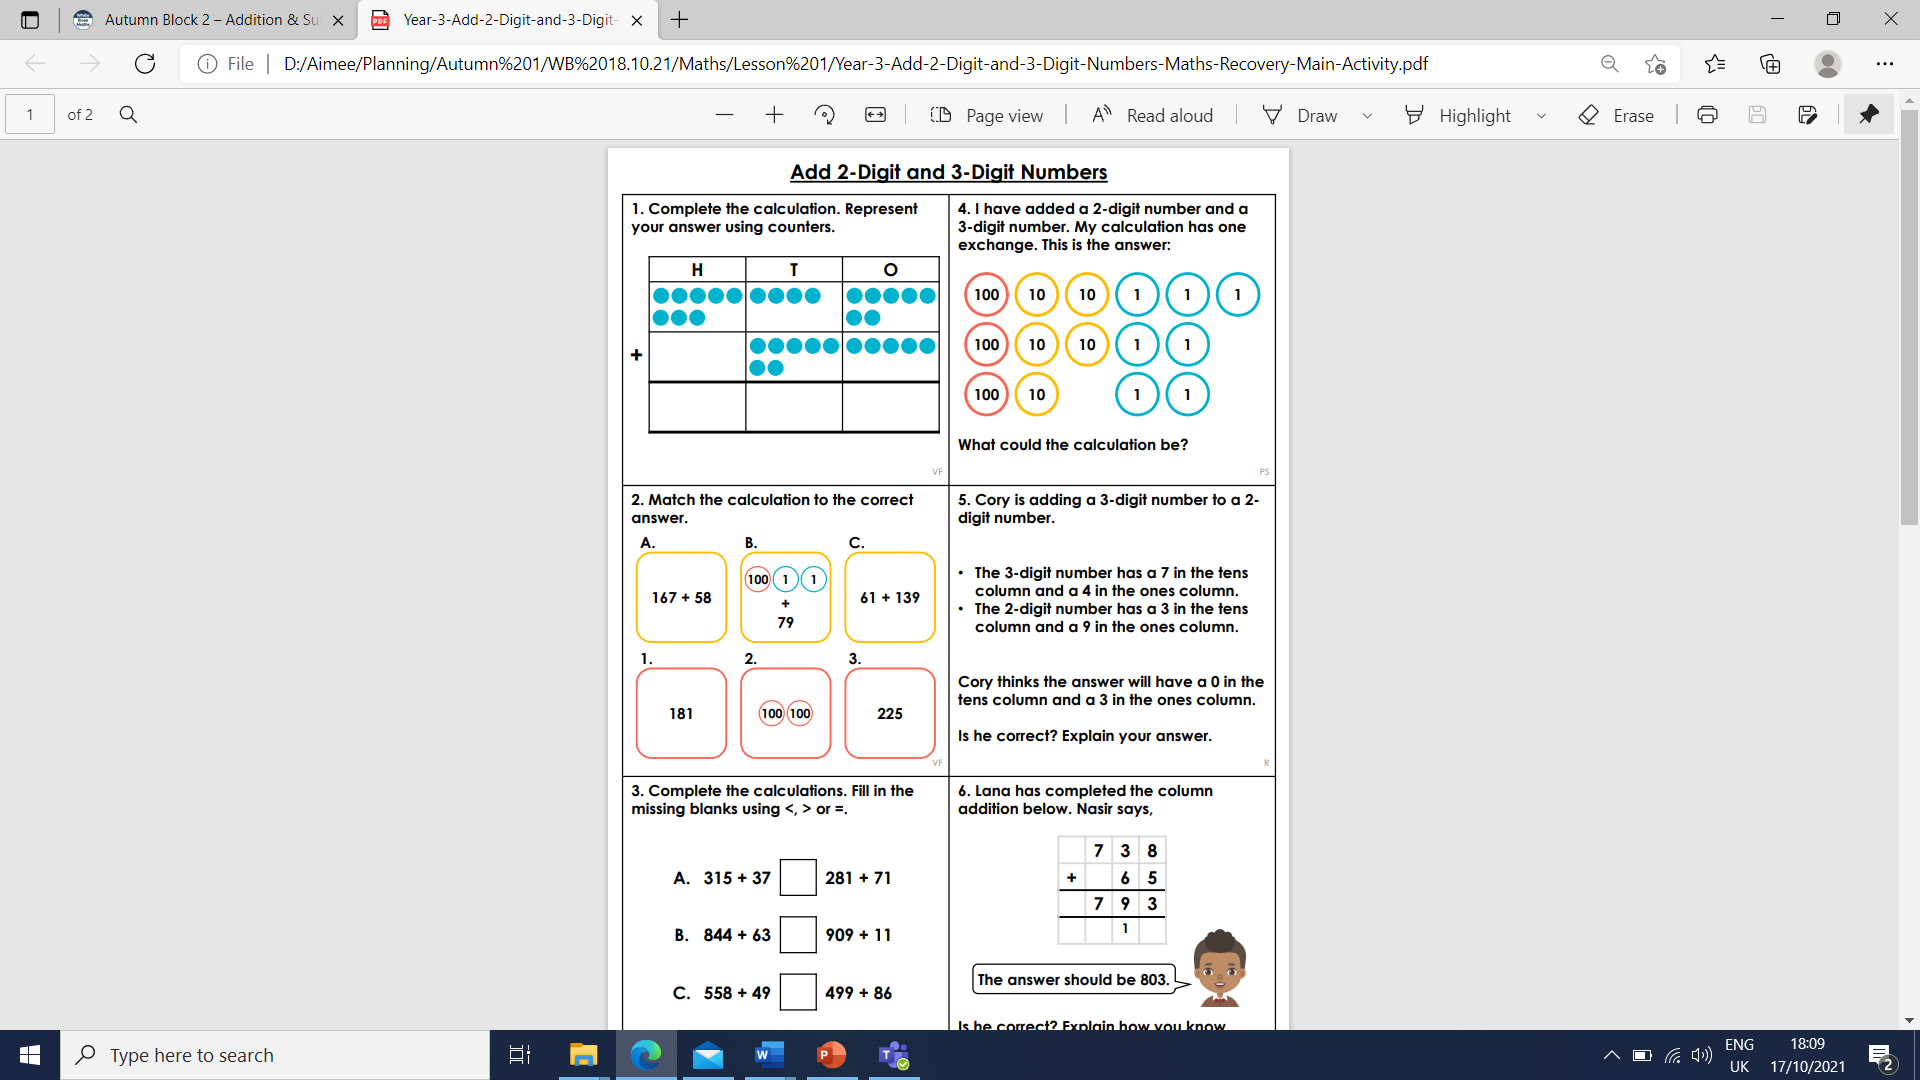 Autumn Block 2 – Addition & Su
Year-3-Add-2-Digit-and-3-Digit-
File
D:/Aimee/Planning/Autumn%201/WB%2018.10.21/Maths/Lesson%201/Year-3-Add-2-Digit-and-3-Digit-Numbers-Maths-Recovery-Main-Activity.pdf
1 of 2
Page view
Read aloud
Draw
Highlight
Erase
Add 2-Digit and 3-Digit Numbers
1. Complete the calculation. Represent
your answer using counters.
H T O
+
VF
4. I have added a 2-digit number and a
3-digit number. My calculation has one
exchange. This is the answer:
100 10 10 1 1 1
100 10 10 1 1
100 10 1 1
What could the calculation be?
PS
2. Match the calculation to the correct
answer.
A. B. C.
167 + 58
100 1 1
+
79
61 + 139
1. 2. 3.
181
100 100
225
VF
5. Cory is adding a 3-digit number to a 2-
digit number.
• The 3-digit number has a 7 in the tens
column and a 4 in the ones column.
• The 2-digit number has a 3 in the tens
column and a 9 in the ones column.
Cory thinks the answer will have a 0 in the
tens column and a 3 in the ones column.
Is he correct? Explain your answer.
R
3. Complete the calculations. Fill in the
missing blanks using <, > or =.
A. 315 + 37 281 + 71
B. 844 + 63 909 + 11
C. 558 + 49 499 + 86
6. Lana has completed the column
addition below. Nasir says,
7 3 8
+ 6 5
7 9 3
1
The answer should be 803.
Is he correct? Explain how you know.
Type here to search
ENG
UK
18:09
17/10/2021
2